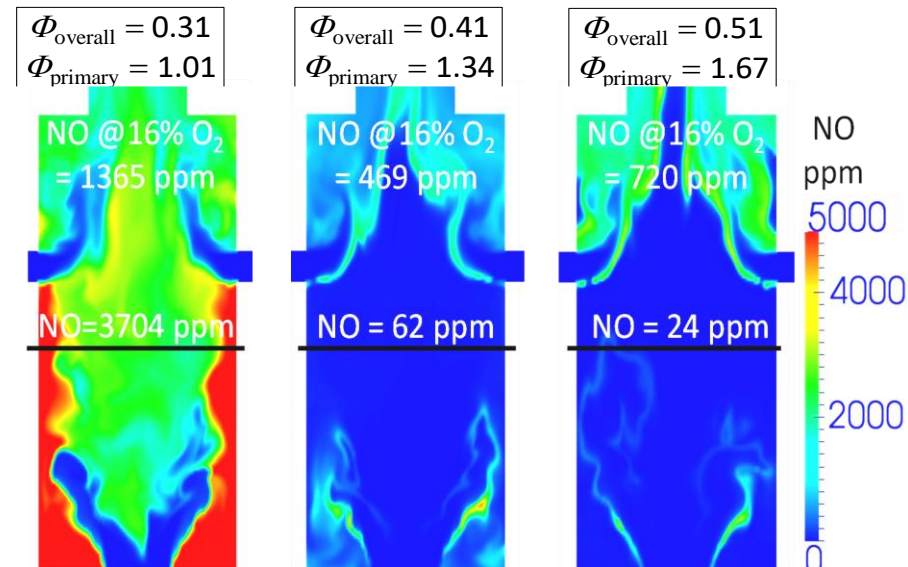 Φoverall = 0.31
Φprimary = 1.01
Φoverall = 0.41
Φprimary = 1.34
Φoverall = 0.51
Φprimary = 1.67
NO @16% O2
= 1365 ppm
NO @16% O2
= 469 ppm
NO @16% O2
= 720 ppm
NO=3704 ppm
NO = 62 ppm
NO = 24 ppm
NO
ppm
5000
4000
2000
0